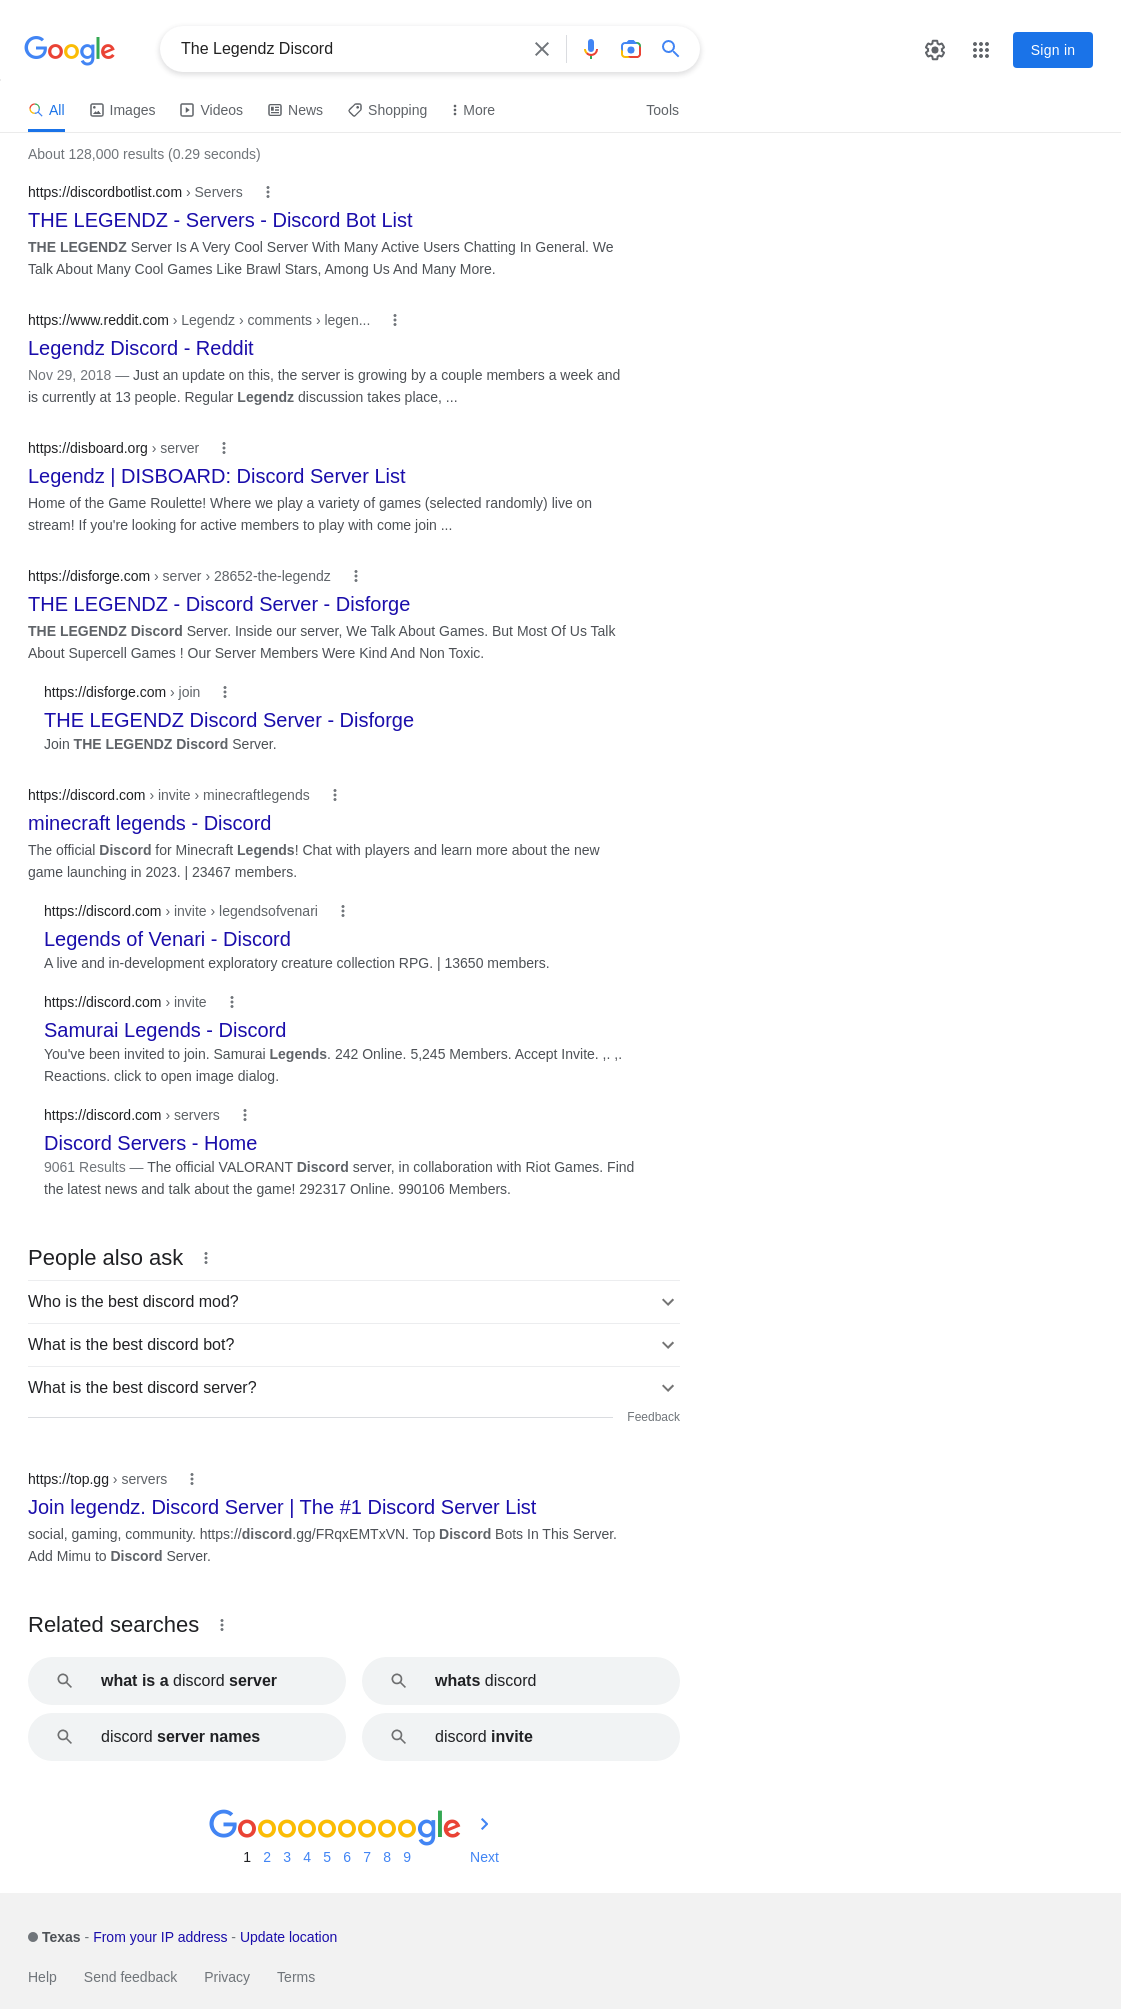 Google
The Legendz Discord
Sign in
All Images Videos News Shopping More Tools
About 128,000 results (0.29 seconds)
https://discordbotlist.com › Servers
THE LEGENDZ - Servers - Discord Bot List
THE LEGENDZ Server Is A Very Cool Server With Many Active Users Chatting In General. We
Talk About Many Cool Games Like Brawl Stars, Among Us And Many More.
https://www.reddit.com › Legendz › comments › legen...
Legendz Discord - Reddit
Nov 29, 2018 — Just an update on this, the server is growing by a couple members a week and
is currently at 13 people. Regular Legendz discussion takes place, ...
https://disboard.org › server
Legendz | DISBOARD: Discord Server List
Home of the Game Roulette! Where we play a variety of games (selected randomly) live on
stream! If you're looking for active members to play with come join ...
https://disforge.com › server › 28652-the-legendz
THE LEGENDZ - Discord Server - Disforge
THE LEGENDZ Discord Server. Inside our server, We Talk About Games. But Most Of Us Talk
About Supercell Games ! Our Server Members Were Kind And Non Toxic.
https://disforge.com › join
THE LEGENDZ Discord Server - Disforge
Join THE LEGENDZ Discord Server.
https://discord.com › invite › minecraftlegends
minecraft legends - Discord
The official Discord for Minecraft Legends! Chat with players and learn more about the new
game launching in 2023. | 23467 members.
https://discord.com › invite › legendsofvenari
Legends of Venari - Discord
A live and in-development exploratory creature collection RPG. | 13650 members.
https://discord.com › invite
Samurai Legends - Discord
You've been invited to join. Samurai Legends. 242 Online. 5,245 Members. Accept Invite. ,. ,.
Reactions. click to open image dialog.
https://discord.com › servers
Discord Servers - Home
9061 Results — The official VALORANT Discord server, in collaboration with Riot Games. Find
the latest news and talk about the game! 292317 Online. 990106 Members.
People also ask
Who is the best discord mod?
What is the best discord bot?
What is the best discord server?
Feedback
https://top.gg › servers
Join legendz. Discord Server | The #1 Discord Server List
social, gaming, community. https://discord.gg/FRqxEMTxVN. Top Discord Bots In This Server.
Add Mimu to Discord Server.
Related searches
what is a discord server
whats discord
discord server names
discord invite
Gooooooooogle
1 2 3 4 5 6 7 8 9 Next
Texas - From your IP address - Update location
Help Send feedback Privacy Terms